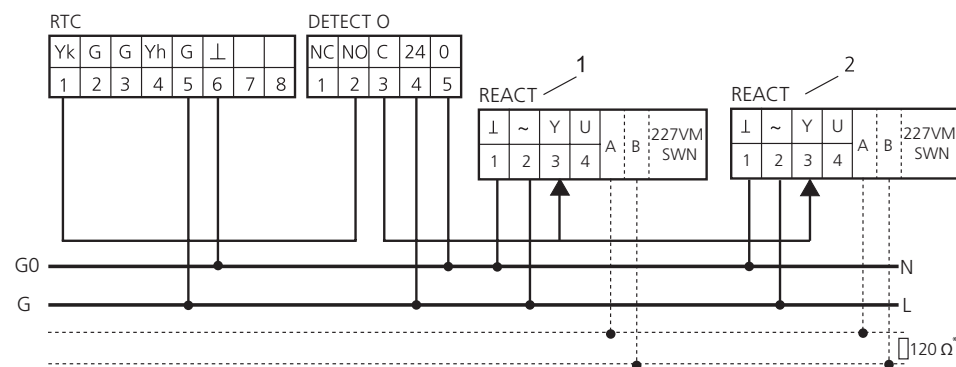 RTC
Yk G G Yh G ⊥
1 2 3 4 5 6 7 8
DETECT O
NC NO C 24 0
1 2 3 4 5
1
REACT
⊥ ~ Y U A B 227VM
SWN
1 2 3 4
2
REACT
⊥ ~ Y U A B 227VM
SWN
1 2 3 4
G0 N
G L
120 Ω*